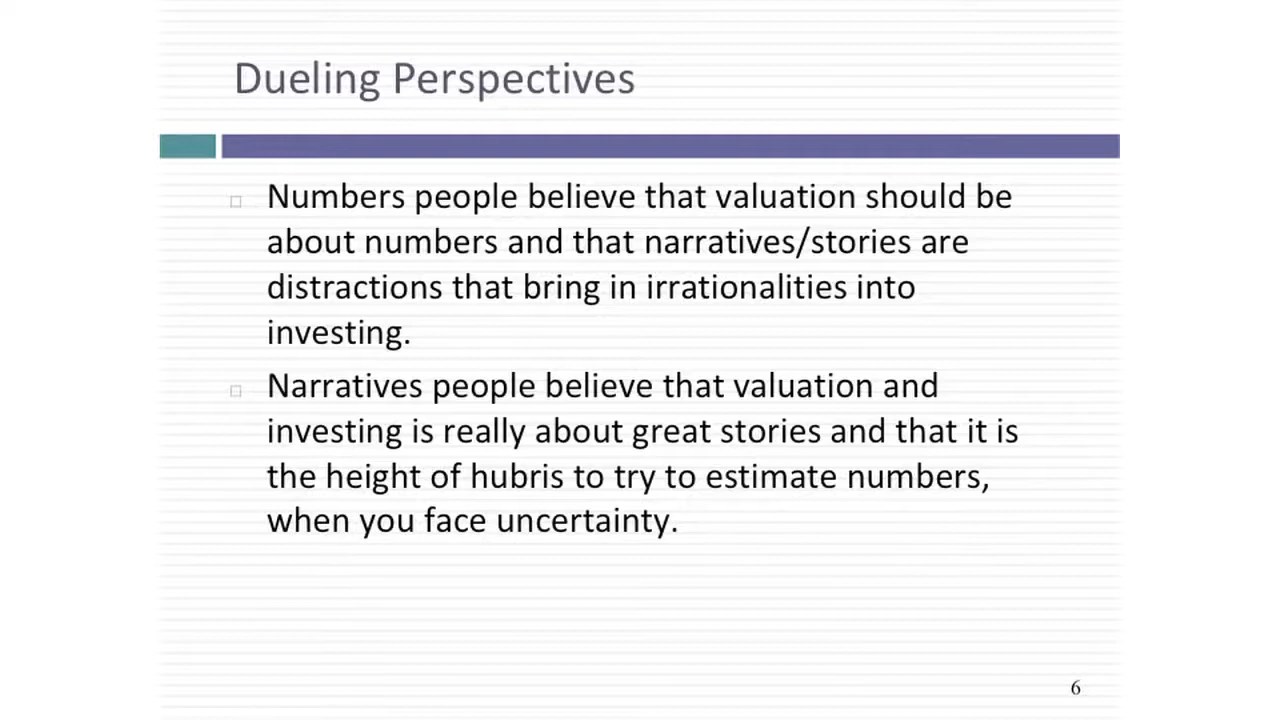 Dueling Perspectives
Numbers people believe that valuation should be
about numbers and that narratives/stories are
distractions that bring in irrationalities into
investing.
Narratives people believe that valuation and
investing is really about great stories and that it is
the height of hubris to try to estimate numbers,
when you face uncertainty.
6